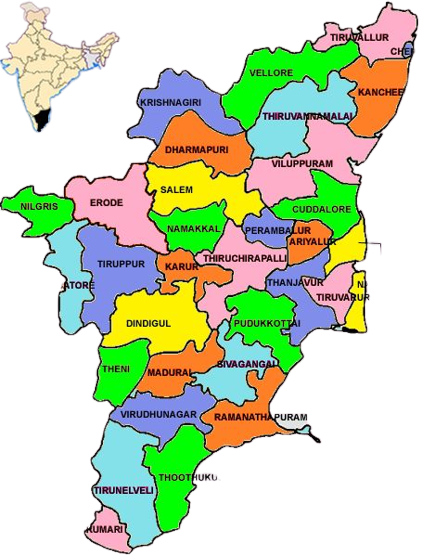 TIRUVALLUR
CHE
VELLORE
KANCHEE
KRISHNAGIRI
THIRUVANNAMALAI
DHARMAPURI
VILUPPURAM
SALEM
ERODE
NILGRIS
CUDDALORE
NAMAKKAL
PERAMBALUR
ARIYALUR
THIRUCHIRAPALLI
TIRUPPUR
KARUR
ATORE
THANJAVUR
N
TIRUVARUR
DINDIGUL
PUDUKKOTTAI
SIVAGANGAI
THENI
MADURAI
VIRUDHUNAGAR
RAMANATHAPURAM
THOOTHUKU
TIRUNELVELI
KUMARI